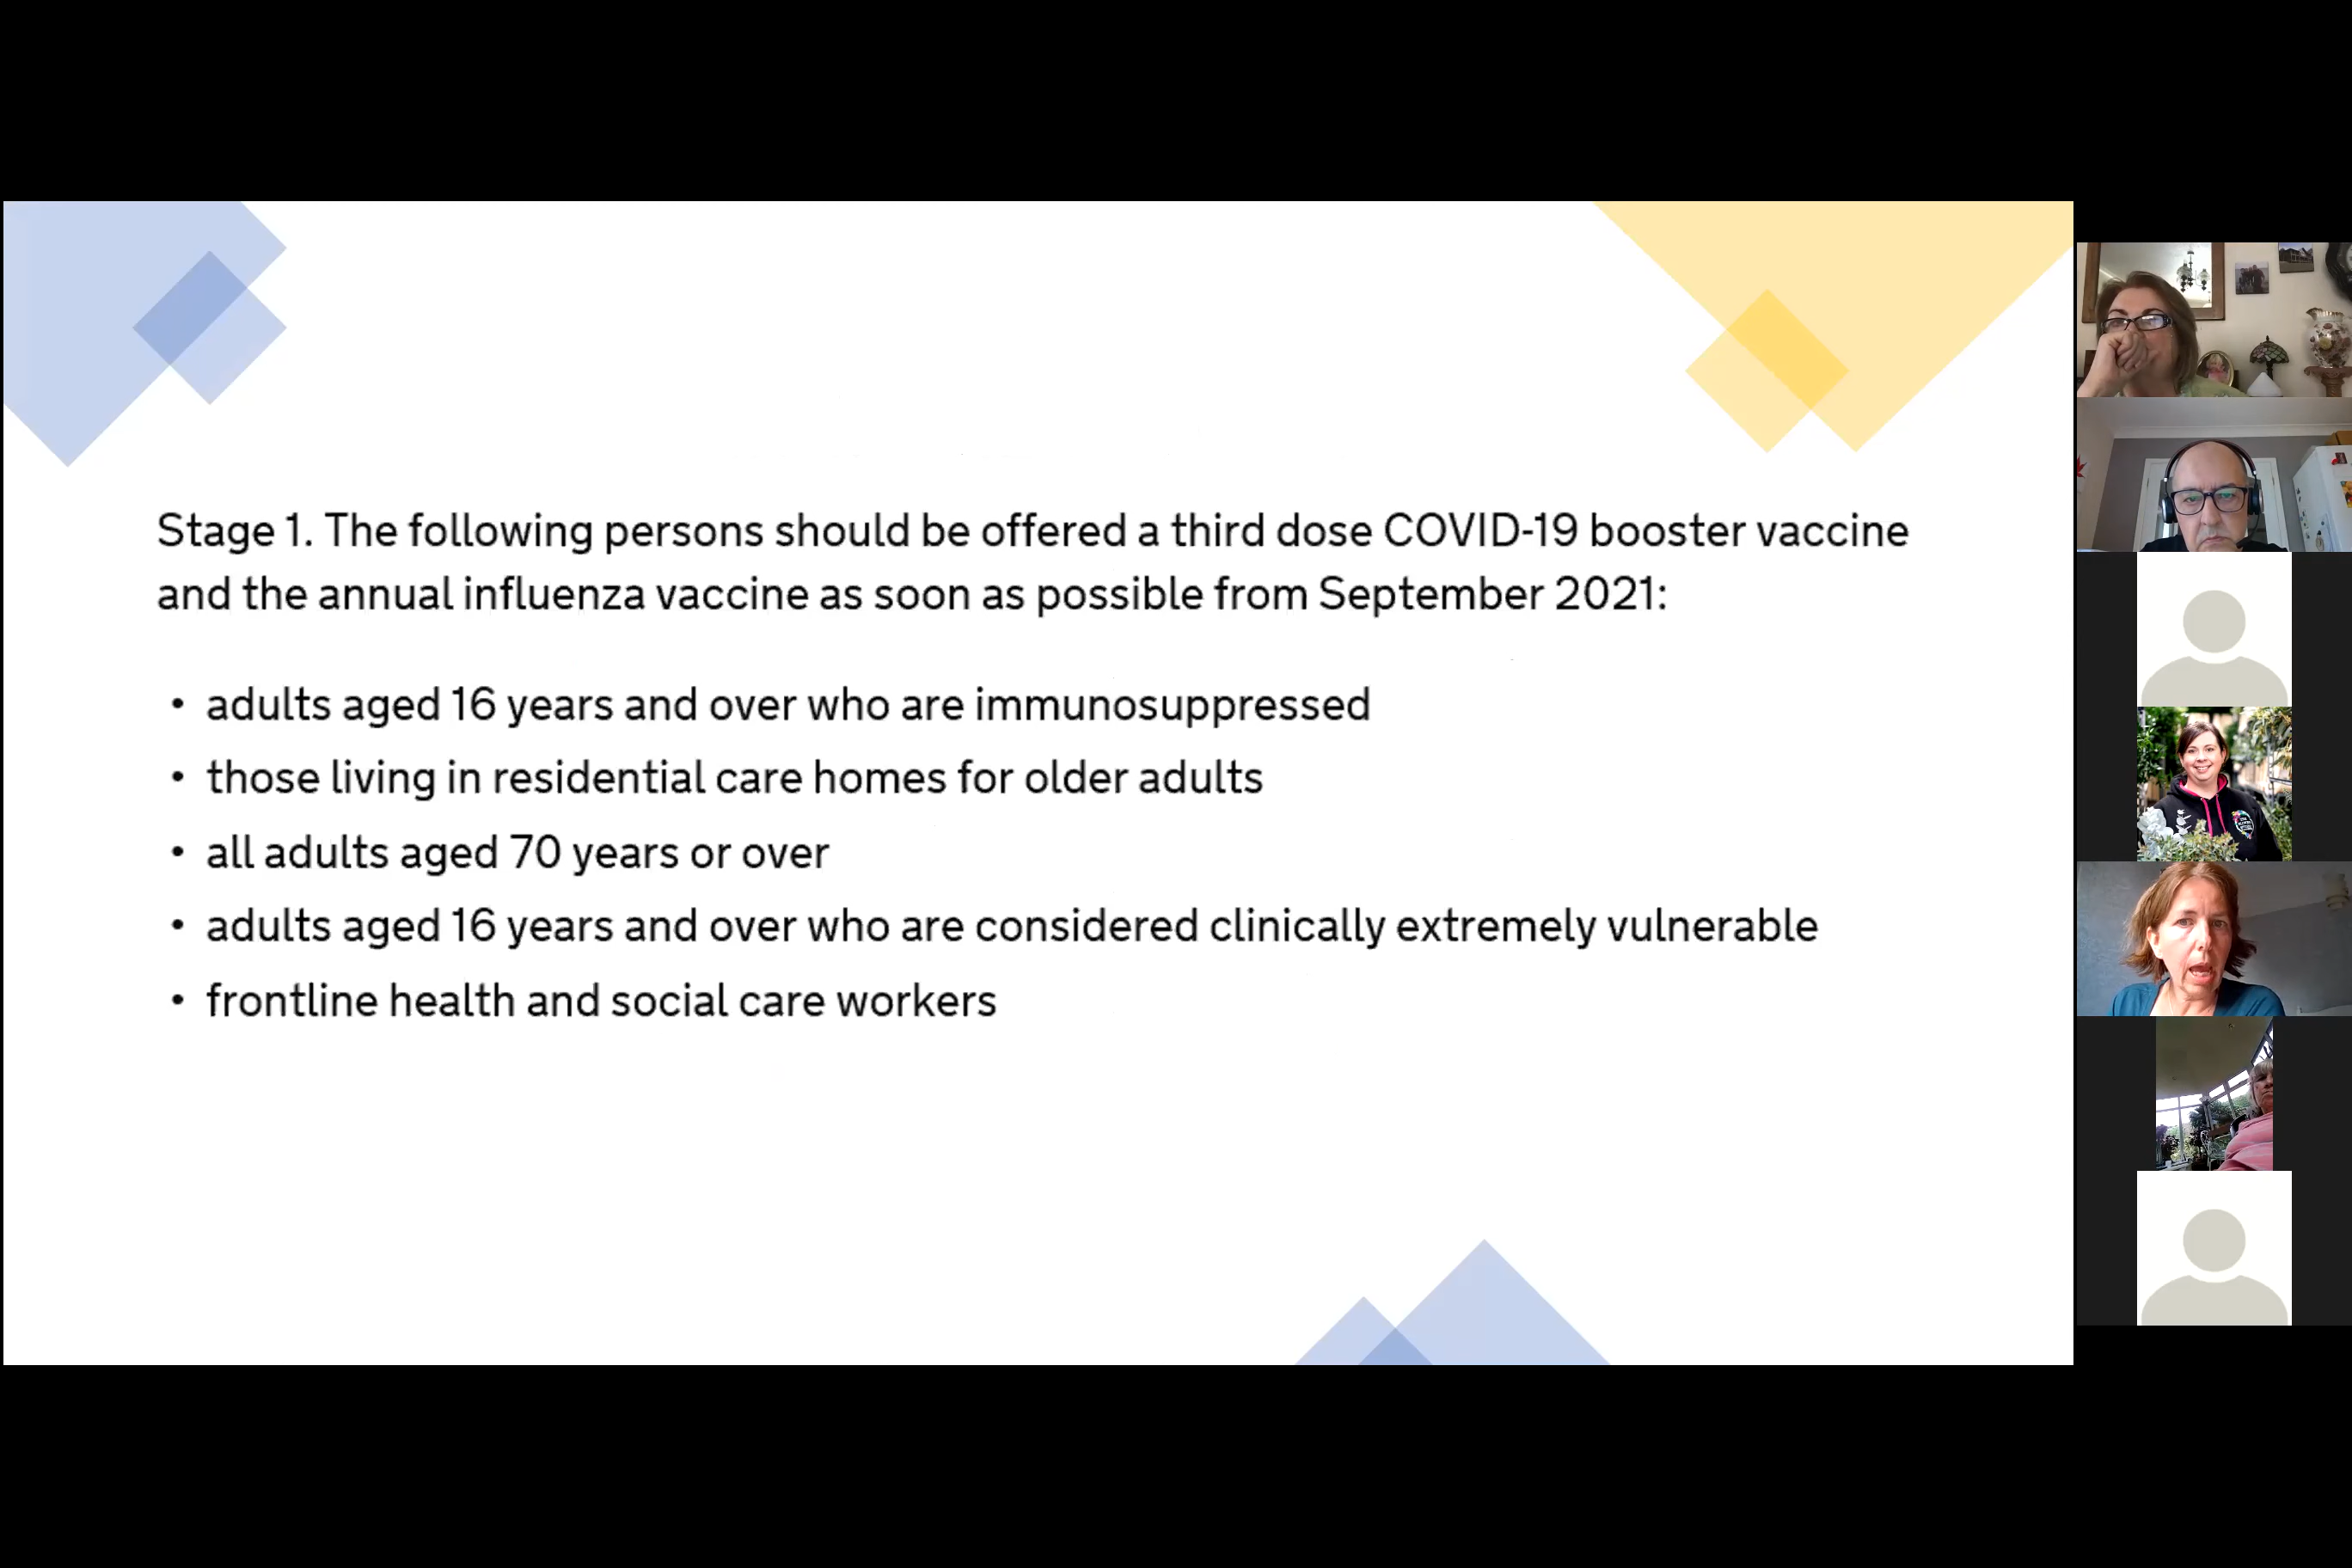 Stage 1. The following persons should be offered a third dose COVID-19 booster vaccine
and the annual influenza vaccine as soon as possible from September 2021:
• adults aged 16 years and over who are immunosuppressed
• those living in residential care homes for older adults
• all adults aged 70 years or over
• adults aged 16 years and over who are considered clinically extremely vulnerable
• frontline health and social care workers